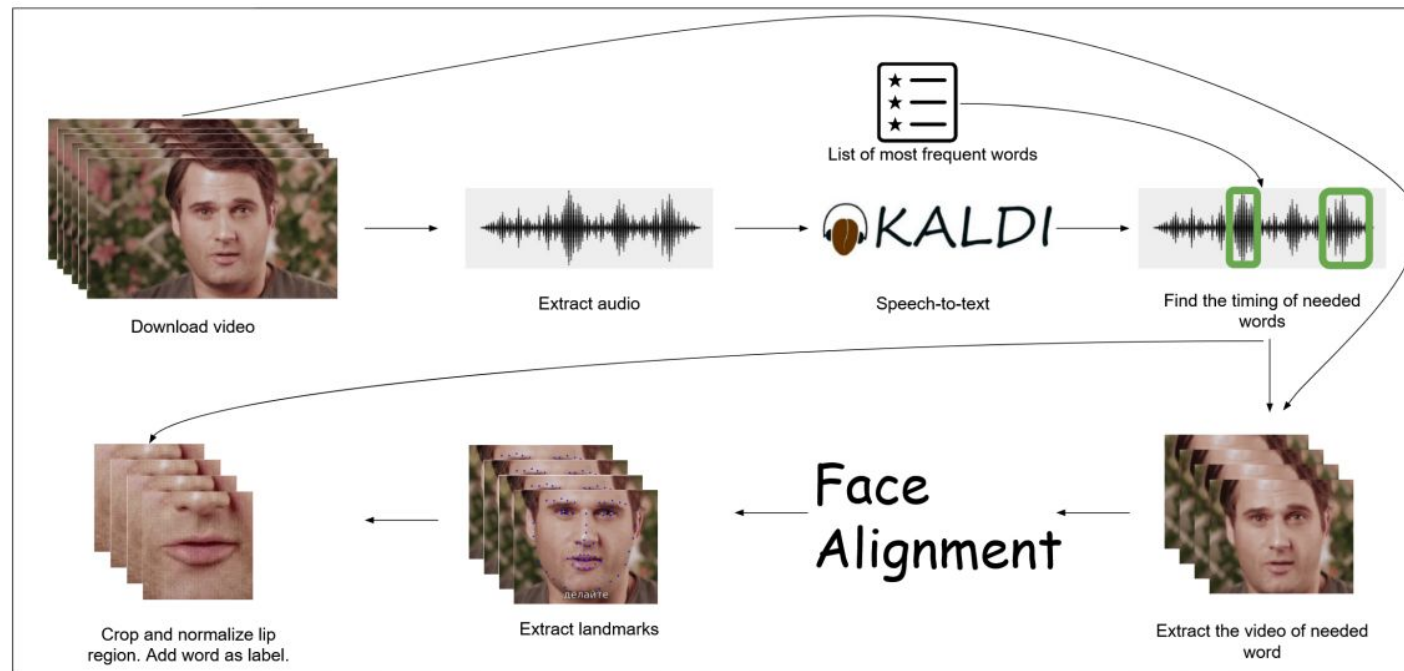 List of most frequent words
KALDI
Download video
Extract audio
Speech-to-text
Find the timing of needed
words
Face
Alignment
делайте
Crop and normalize lip
region. Add word as label.
Extract landmarks
Extract the video of needed
word